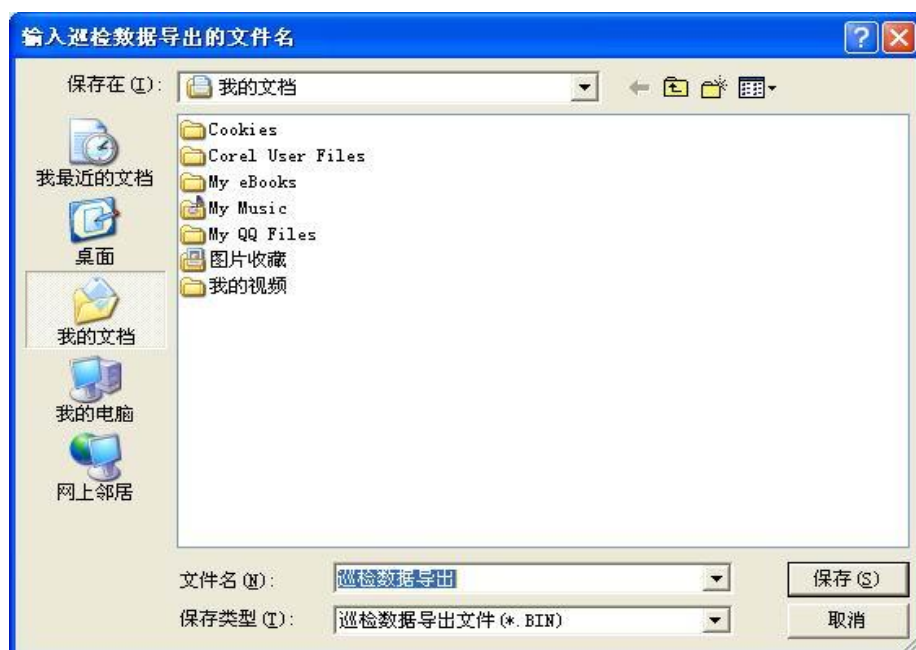 输入巡检数据导出的文件名
保存在(I): 我的文档
Cookies
Corel User Files
My eBooks
My Music
My QQ Files
图片收藏
我的视频
我最近的文档
桌面
我的文档
我的电脑
网上邻居
文件名(N): 巡检数据导出 保存(S)
保存类型(T): 巡检数据导出文件(*.BIN) 取消